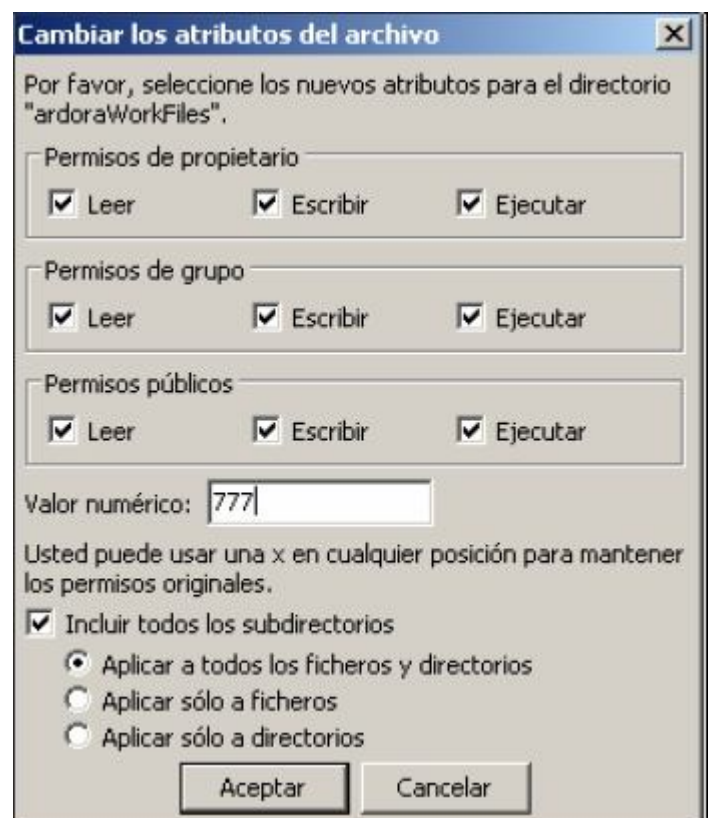 Cambiar los atributos del archivo
Por favor, seleccione los nuevos atributos para el directorio
"ardoraWorkFiles".
Permisos de propietario
Leer Escribir Ejecutar
Permisos de grupo
Leer Escribir Ejecutar
Permisos públicos
Leer Escribir Ejecutar
Valor numérico: 777
Usted puede usar una x en cualquier posición para mantener
los permisos originales.
Incluir todos los subdirectorios
Aplicar a todos los ficheros y directorios
Aplicar sólo a ficheros
Aplicar sólo a directorios
Aceptar Cancelar